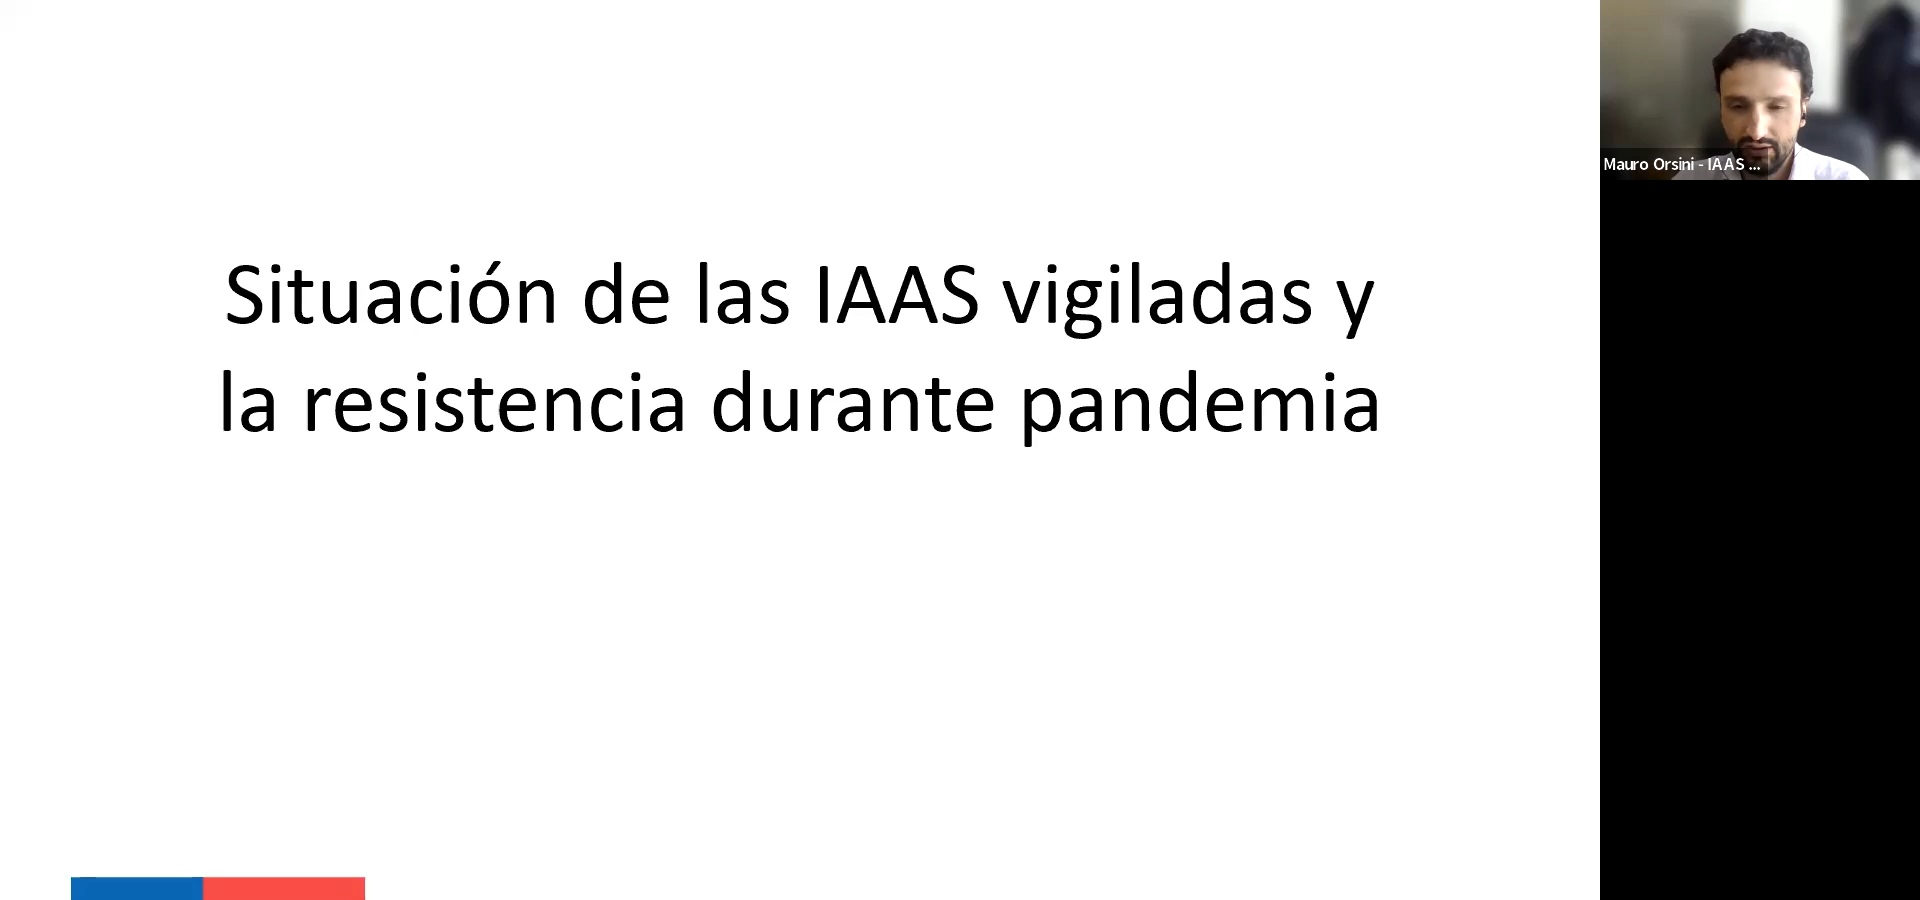 Situación de las IAAS vigiladas y
la resistencia durante pandemia
Mauro Orsini - IAAS ...